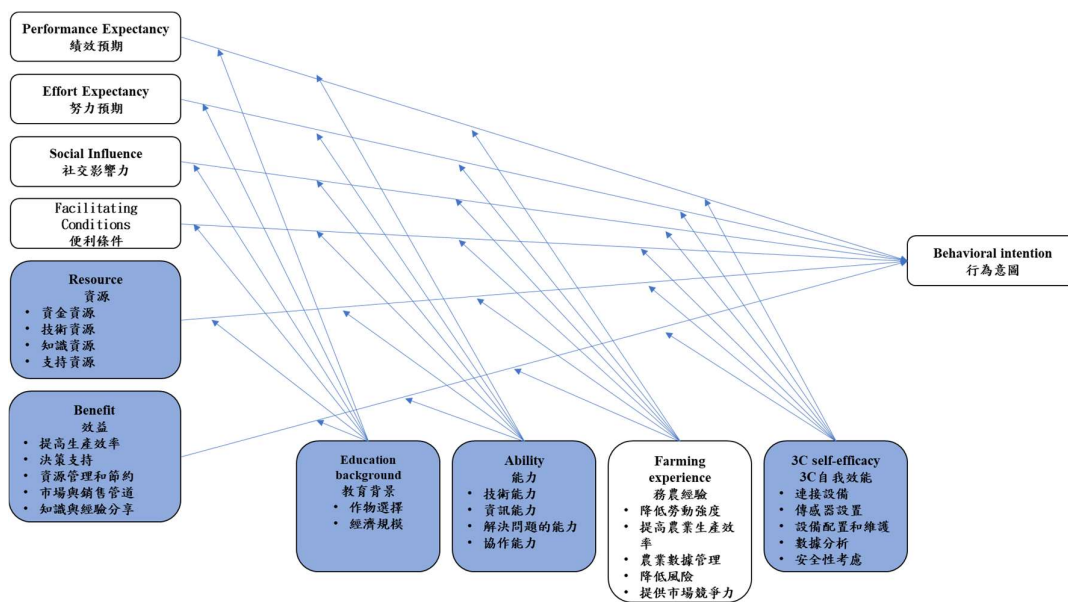 Performance Expectancy
績效預期
Effort Expectancy
努力預期
Social Influence
社交影響力
Facilitating
Conditions
便利條件
Resource
資源
• 資金資源
• 技術資源
• 知識資源
• 支持資源
Benefit
效益
• 提高生產效率
• 決策支持
• 資源管理和節約
• 市場與銷售管道
• 知識與經驗分享
Behavioral intention
行為意圖
Education
background
教育背景
• 作物選擇
• 經濟規模
Ability
能力
• 技術能力
• 資訊能力
• 解決問題的能力
• 協作能力
Farming
experience
務農經驗
• 降低勞動強度
• 提高農業生產效
率
• 農業數據管理
• 降低風險
• 提供市場競爭力
3C self-efficacy
3C自我效能
• 連接設備
• 傳感器設置
• 設備配置和維護
• 數據分析
• 安全性考慮